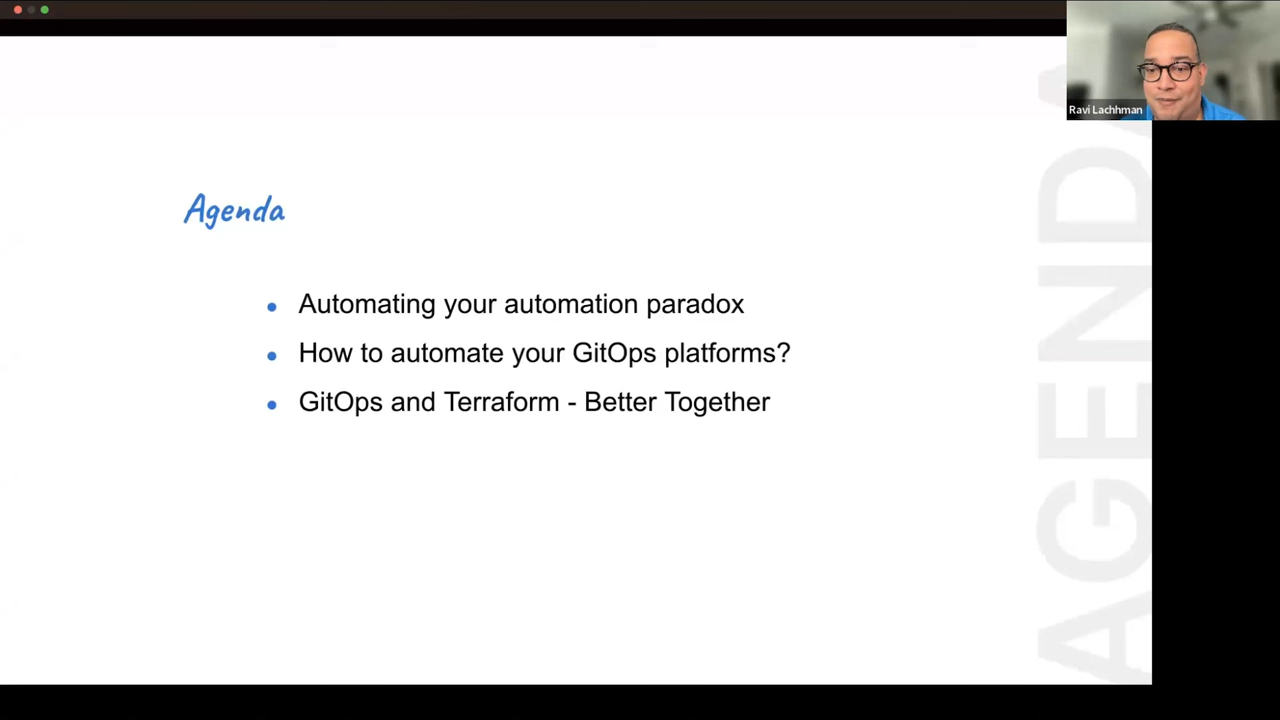 Ravi Lachhman
Agenda
Automating your automation paradox
How to automate your GitOps platforms?
GitOps and Terraform - Better Together
AGENDA